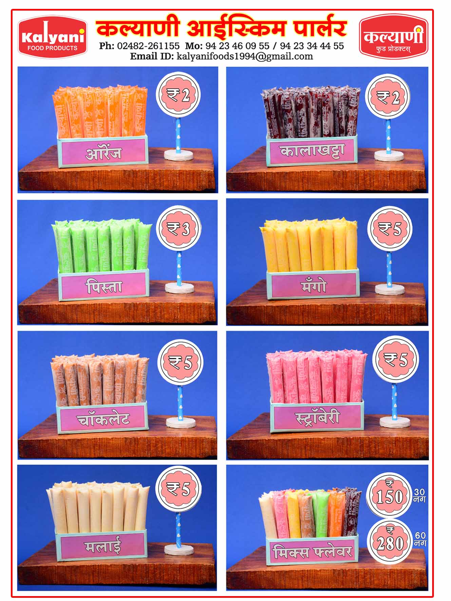 Kalyani
FOOD PRODUCTS
कल्याणी आईस्क्रिम पार्लर
कल्याणी
फुड प्रोडक्टस्
Ph: 02482-261155 Mo: 94 23 46 09 55 / 94 23 34 44 55
Email ID: kalyanifoods1994@gmail.com
₹2
ऑरेंज
₹2
कालाखट्टा
₹3
पिस्ता
₹5
मँगो
₹5
चॉकलेट
₹5
स्ट्रॉबेरी
₹5
मलाई
₹
150
30
नग
₹
280
60
नग
मिक्स फ्लेवर